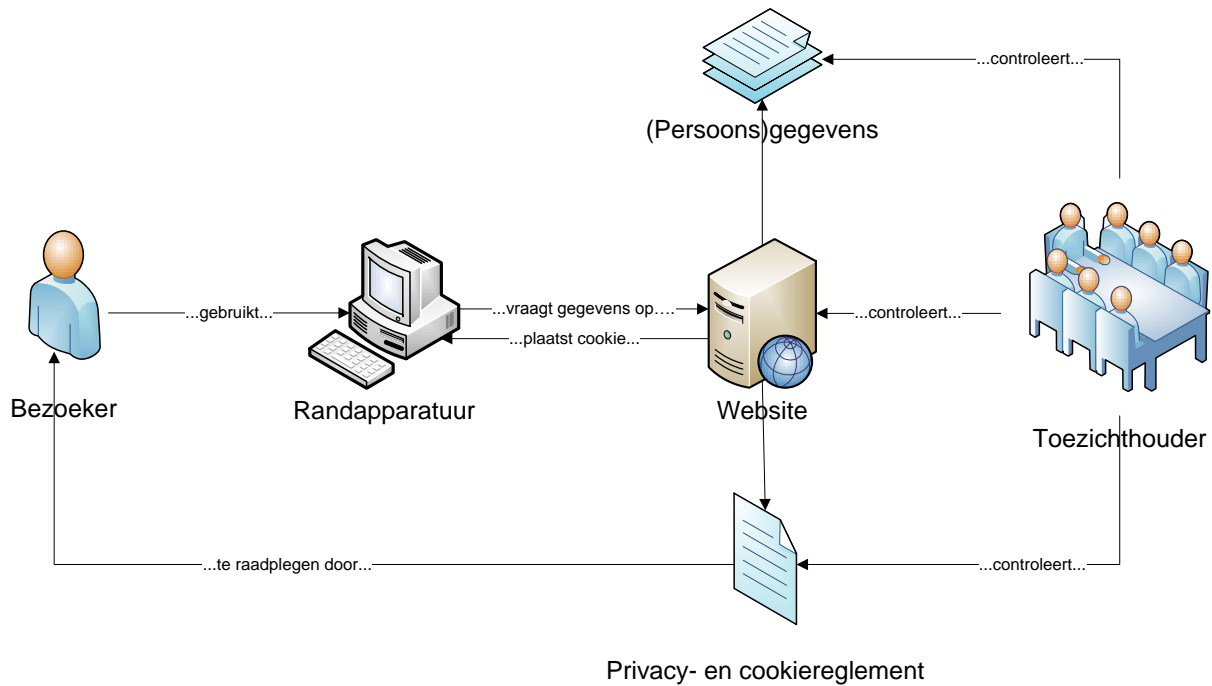 ...controleert...
(Persoons)gegevens
...gebruikt...
...vraagt gegevens op….
...controleert...
...plaatst cookie...
Bezoeker
Randapparatuur
Website
Toezichthouder
...te raadplegen door...
...controleert...
Privacy- en cookiereglement